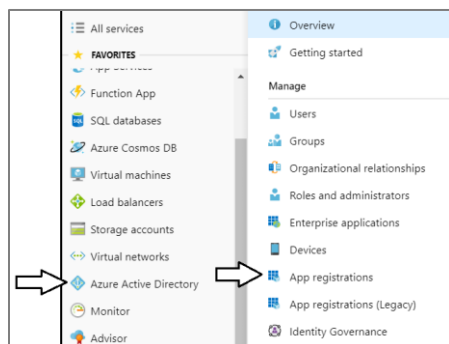 All services
FAVORITES
Function App
SQL databases
Azure Cosmos DB
Virtual machines
Load balancers
Storage accounts
Virtual networks
Azure Active Directory
Monitor
Advisor
Overview
Getting started
Manage
Users
Groups
Organizational relationships
Roles and administrators
Enterprise applications
Devices
App registrations
App registrations (Legacy)
Identity Governance